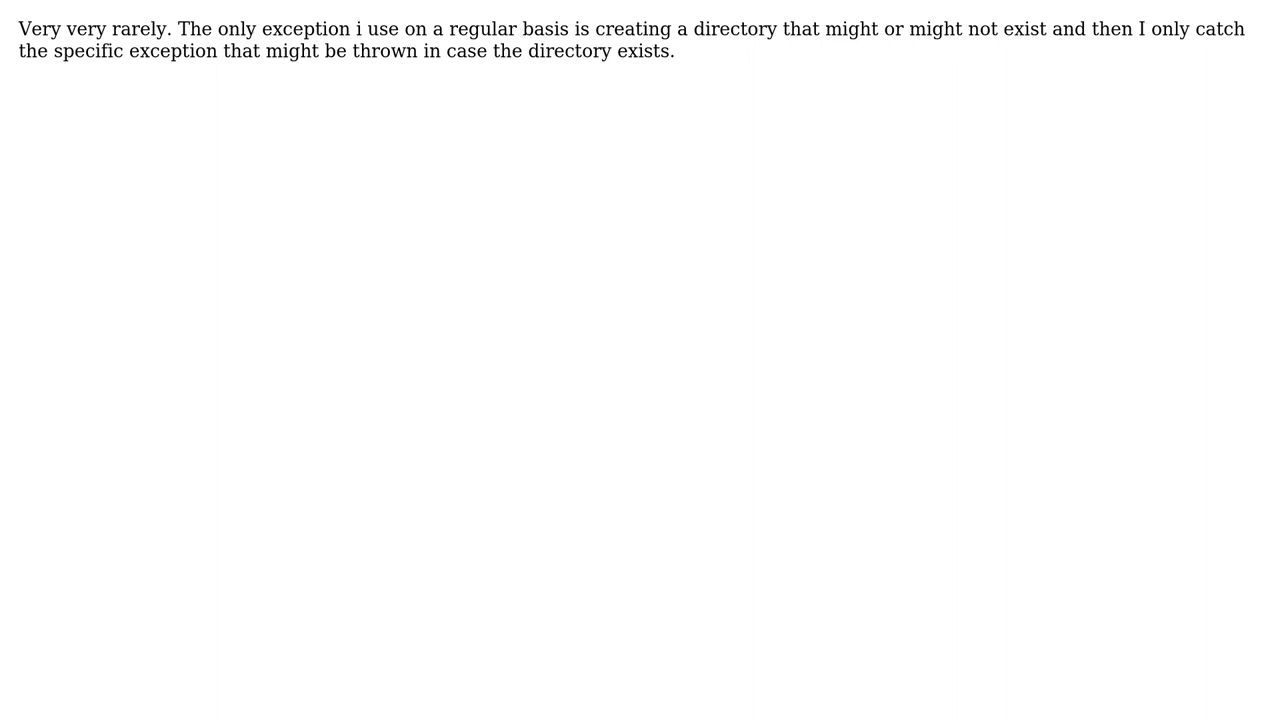 Very very rarely. The only exception i use on a regular basis is creating a directory that might or might not exist and then I only catch
the specific exception that might be thrown in case the directory exists.